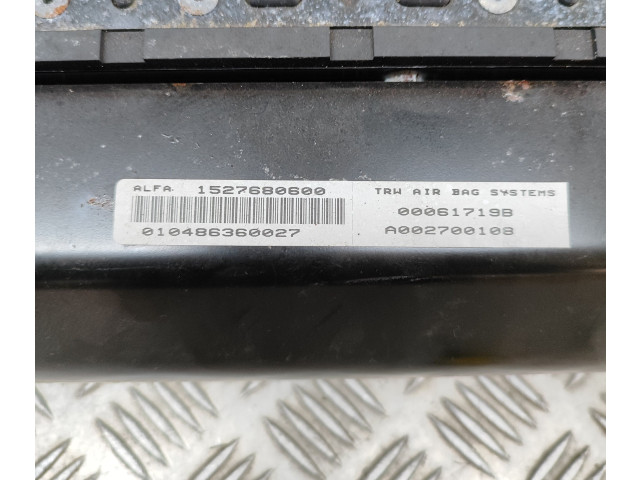 ALFA 1527680600
010486360027
TRW AIR BAG SYSTEMS
00061719B
A002700108